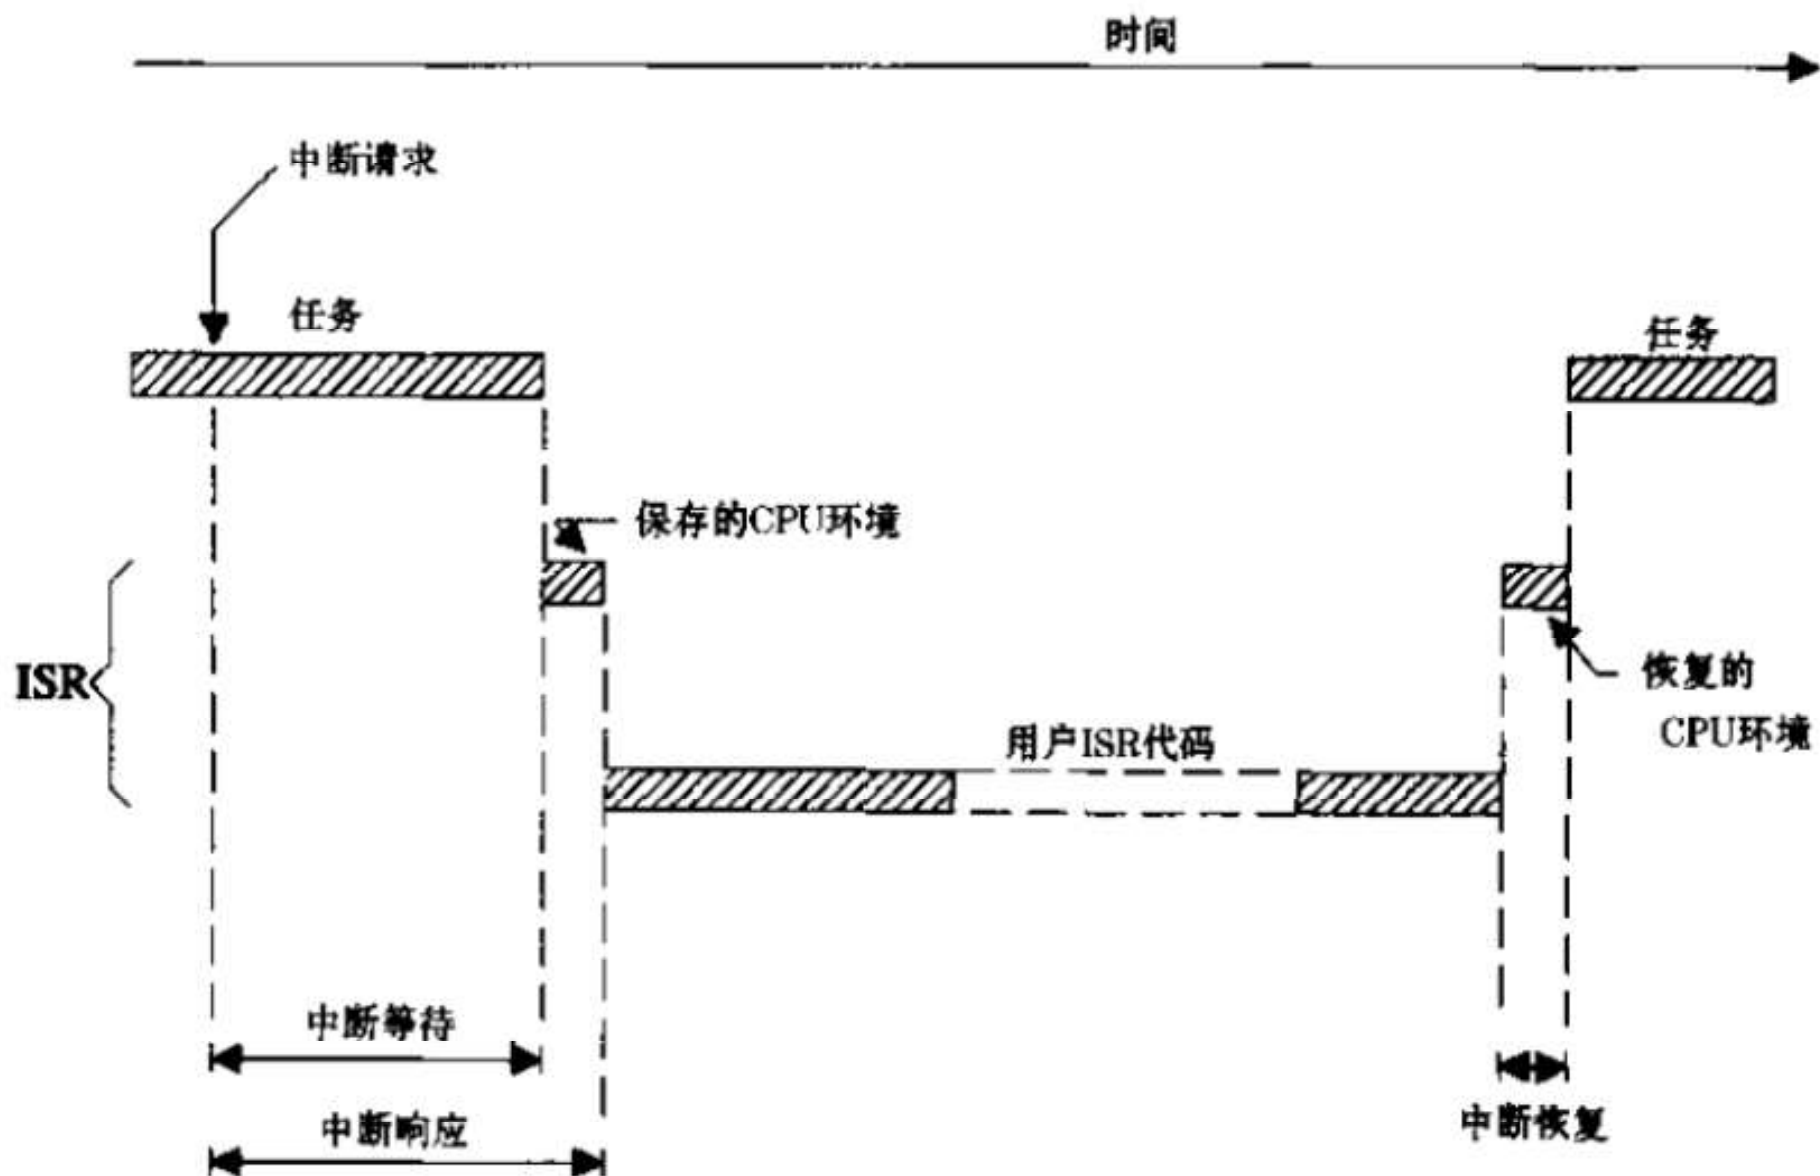 时间
中断请求
任务
任务
保存的CPU环境
ISR
恢复的
CPU环境
用户ISR代码
中断等待
中断响应
中断恢复